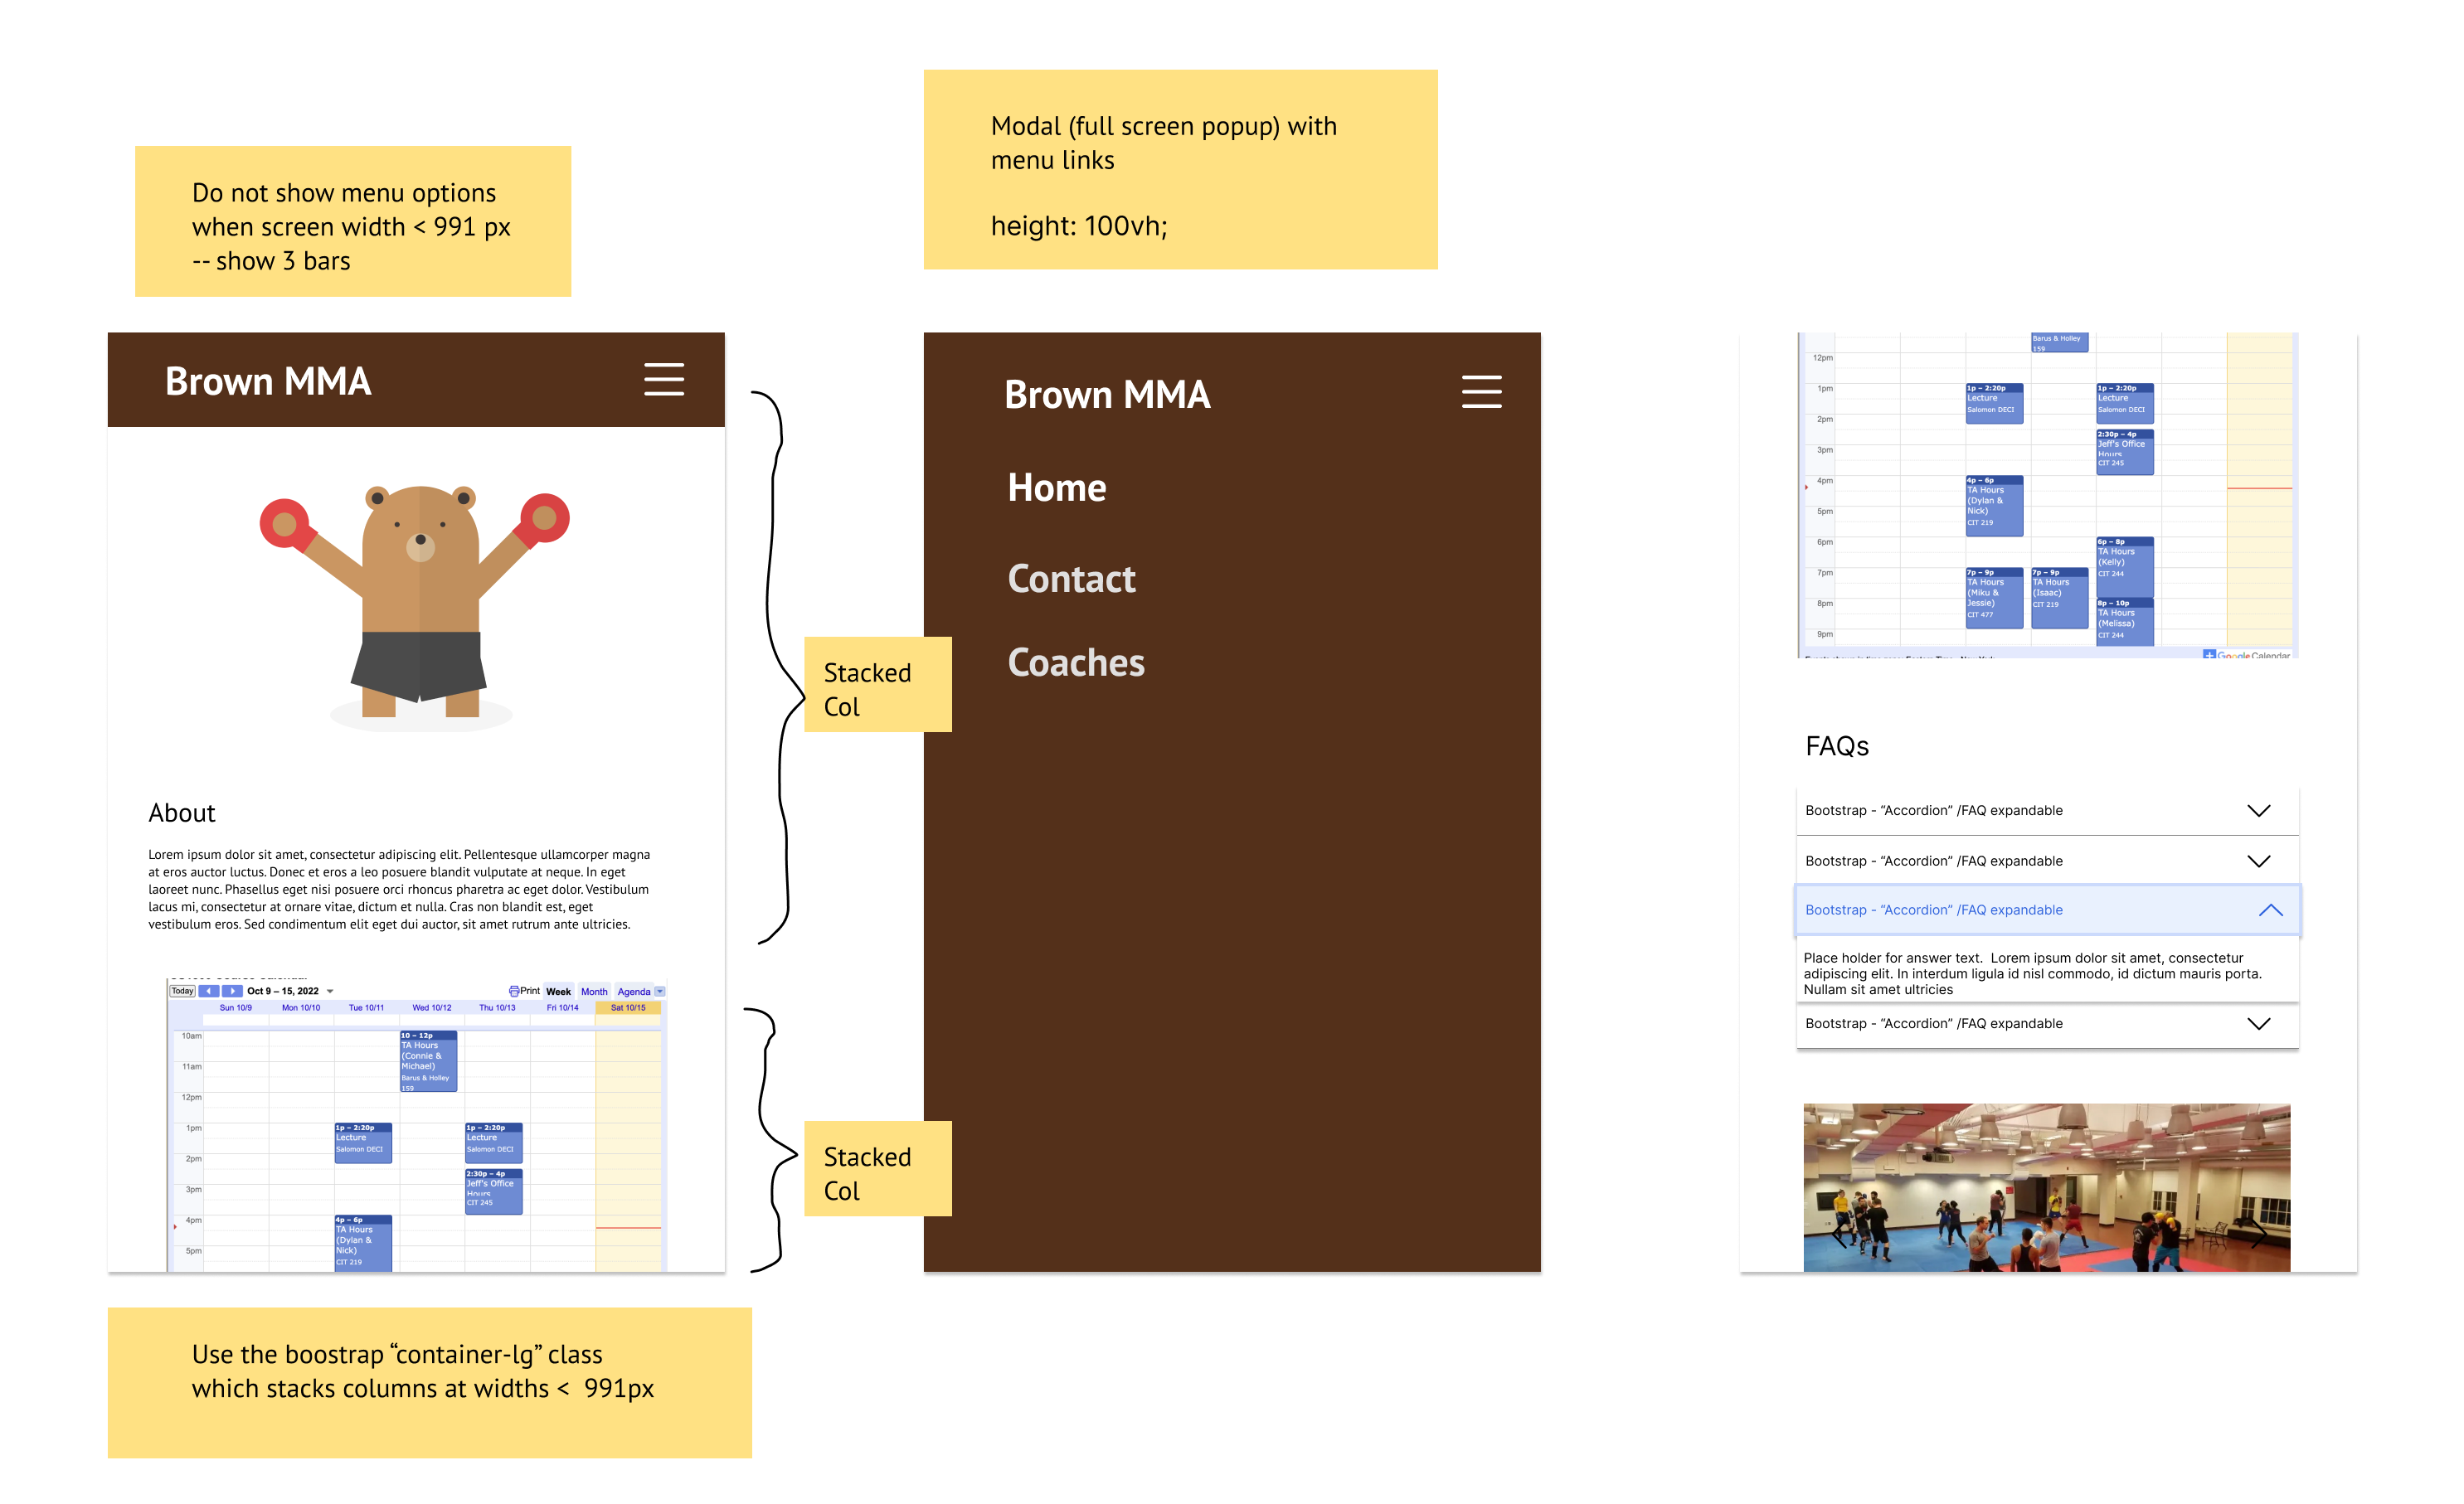 Modal (full screen popup) with
menu links
height: 100vh;
Do not show menu options
when screen width < 991 px
-- show 3 bars
Brown MMA
About
Lorem ipsum dolor sit amet, consectetur adipiscing elit. Pellentesque ullamcorper magna
at eros auctor luctus. Donec et eros a leo posuere blandit vulputate at neque. In eget
laoreet nunc. Phasellus eget nisi posuere orci rhoncus pharetra ac eget dolor. Vestibulum
lacus mi, consectetur at ornare vitae, dictum et nulla. Cras non blandit est, eget
vestibulum eros. Sed condimentum elit eget dui auctor, sit amet rutrum ante ultricies.
Today Oct 9 – 15, 2022 Print Week Month Agenda
Sun 10/9 Mon 10/10 Tue 10/11 Wed 10/12 Thu 10/13 Fri 10/14 Sat 10/15
10am
11am
12pm
1pm
2pm
3pm
4pm
5pm
10 – 12p
TA Hours
(Connie &
Michael)
Barus & Holley
159
1p – 2:20p
Lecture
Salomon DECI
1p – 2:20p
Lecture
Salomon DECI
2:30p – 4p
Jeff's Office
Hours
CIT 245
4p – 6p
TA Hours
(Dylan &
Nick)
CIT 219
Use the boostrap “container-lg” class
which stacks columns at widths < 991px
Stacked
Col
Stacked
Col
Brown MMA
Home
Contact
Coaches
12pm
1pm
2pm
3pm
4pm
5pm
6pm
7pm
8pm
9pm
Barus & Holley
159
1p – 2:20p
Lecture
Salomon DECI
1p – 2:20p
Lecture
Salomon DECI
2:30p – 4p
Jeff's Office
Hours
CIT 245
4p – 6p
TA Hours
(Dylan &
Nick)
CIT 219
6p – 8p
TA Hours
(Kelly)
CIT 244
7p – 9p
TA Hours
(Miku &
Jessie)
CIT 477
7p – 9p
TA Hours
(Isaac)
CIT 219
8p – 10p
TA Hours
(Melissa)
CIT 244
Google Calendar
FAQs
Bootstrap - “Accordion” /FAQ expandable
Bootstrap - “Accordion” /FAQ expandable
Bootstrap - “Accordion” /FAQ expandable
Place holder for answer text.  Lorem ipsum dolor sit amet, consectetur
adipiscing elit. In interdum ligula id nisl commodo, id dictum mauris porta.
Nullam sit amet ultricies
Bootstrap - “Accordion” /FAQ expandable